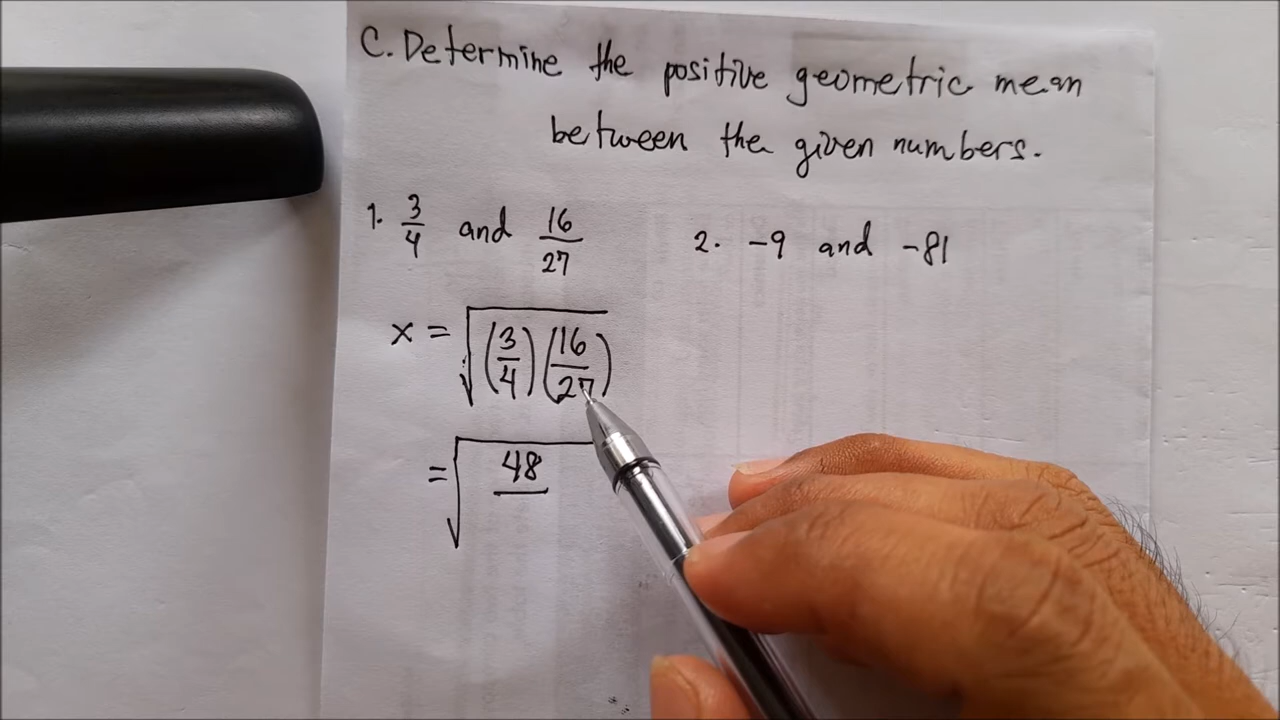 C. Determine the positive geometric mean
between the given numbers.
1. 3/4 and 16/27
2. -9 and -81
x = √(3/4)(16/27)
= √48